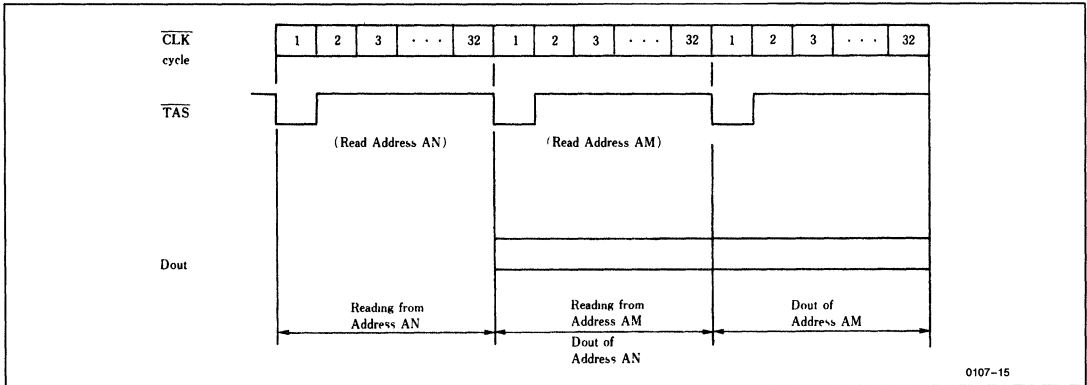 CLK 1 2 3 · · · 32 1 2 3 · · · 32 1 2 3 · · · 32
cycle
TAS
(Read Address AN) (Read Address AM)
Dout
Reading from Reading from Dout of
Address AN Address AM Address AM
Dout of
Address AN
0107–15